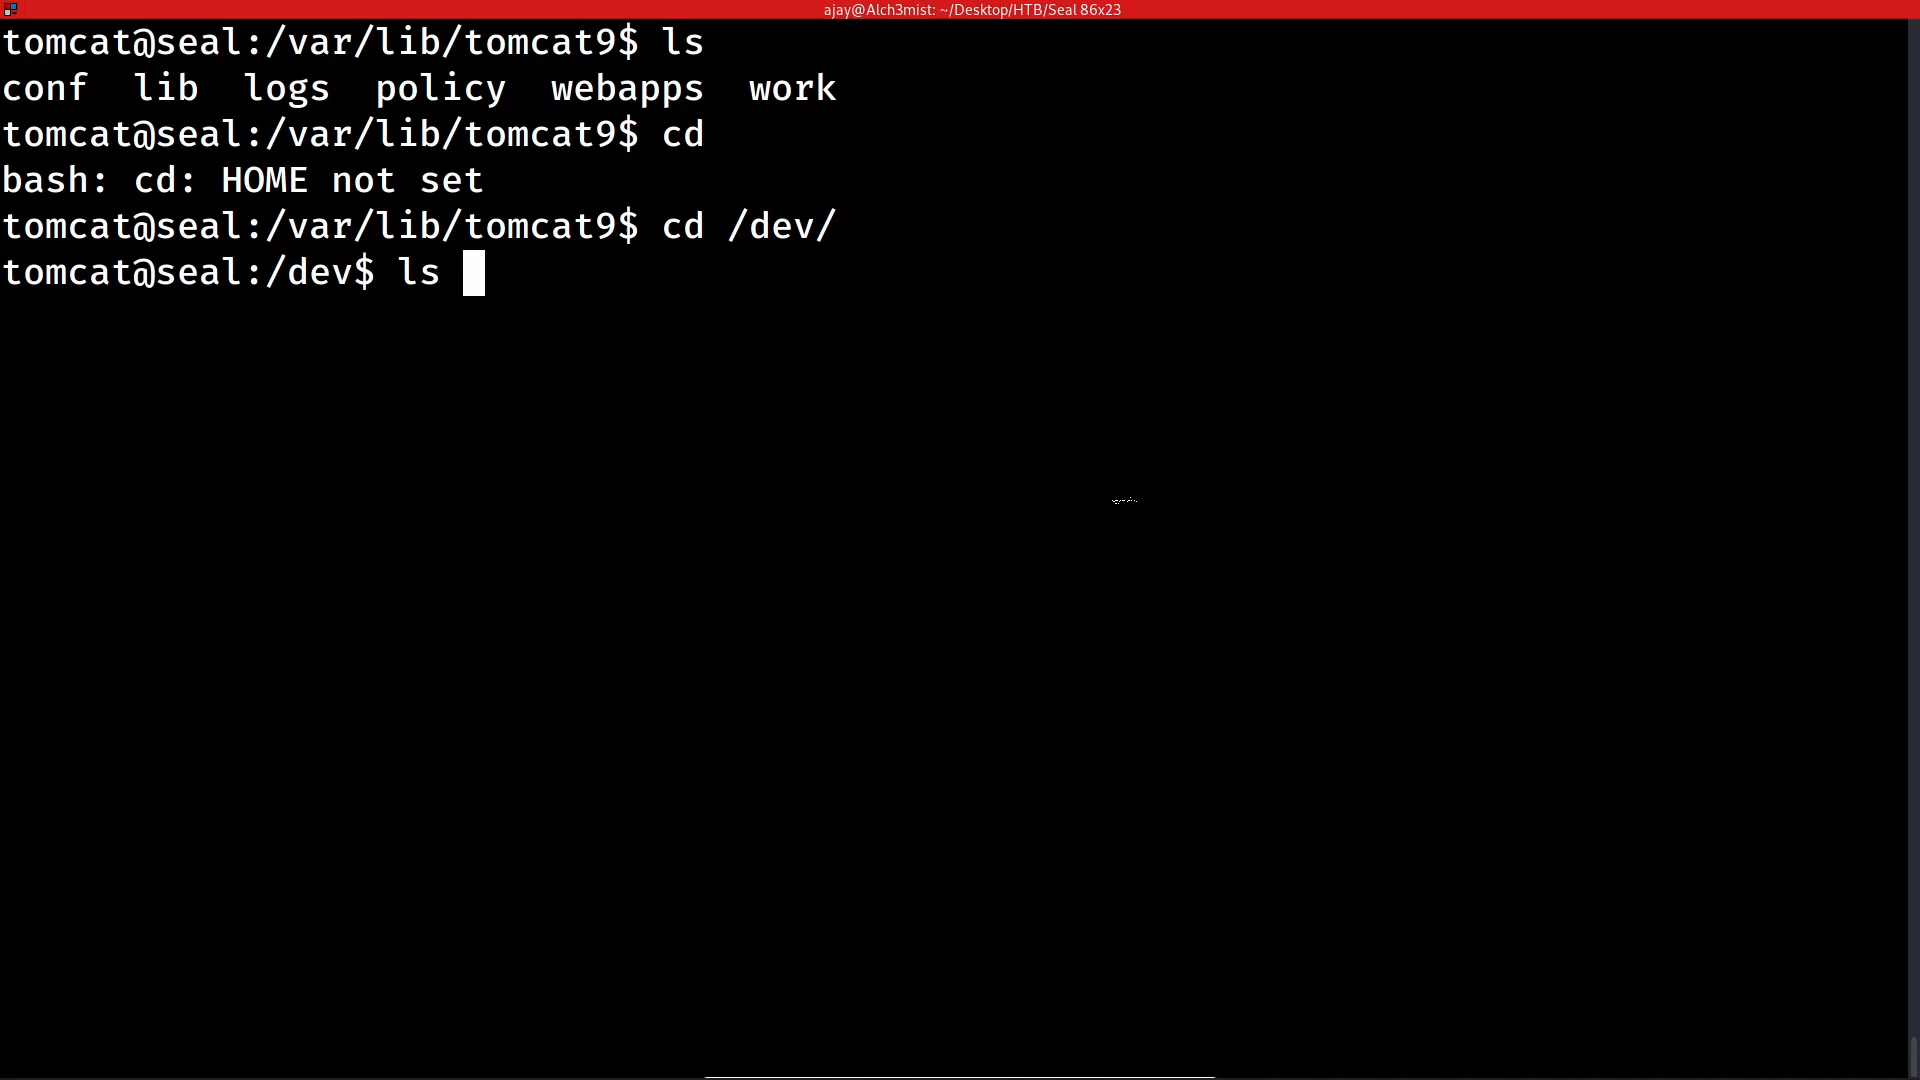 ajay@Alch3mist: ~/Desktop/HTB/Seal 86x23
tomcat@seal:/var/lib/tomcat9$ ls
conf  lib  logs  policy  webapps  work
tomcat@seal:/var/lib/tomcat9$ cd
bash: cd: HOME not set
tomcat@seal:/var/lib/tomcat9$ cd /dev/
tomcat@seal:/dev$ ls